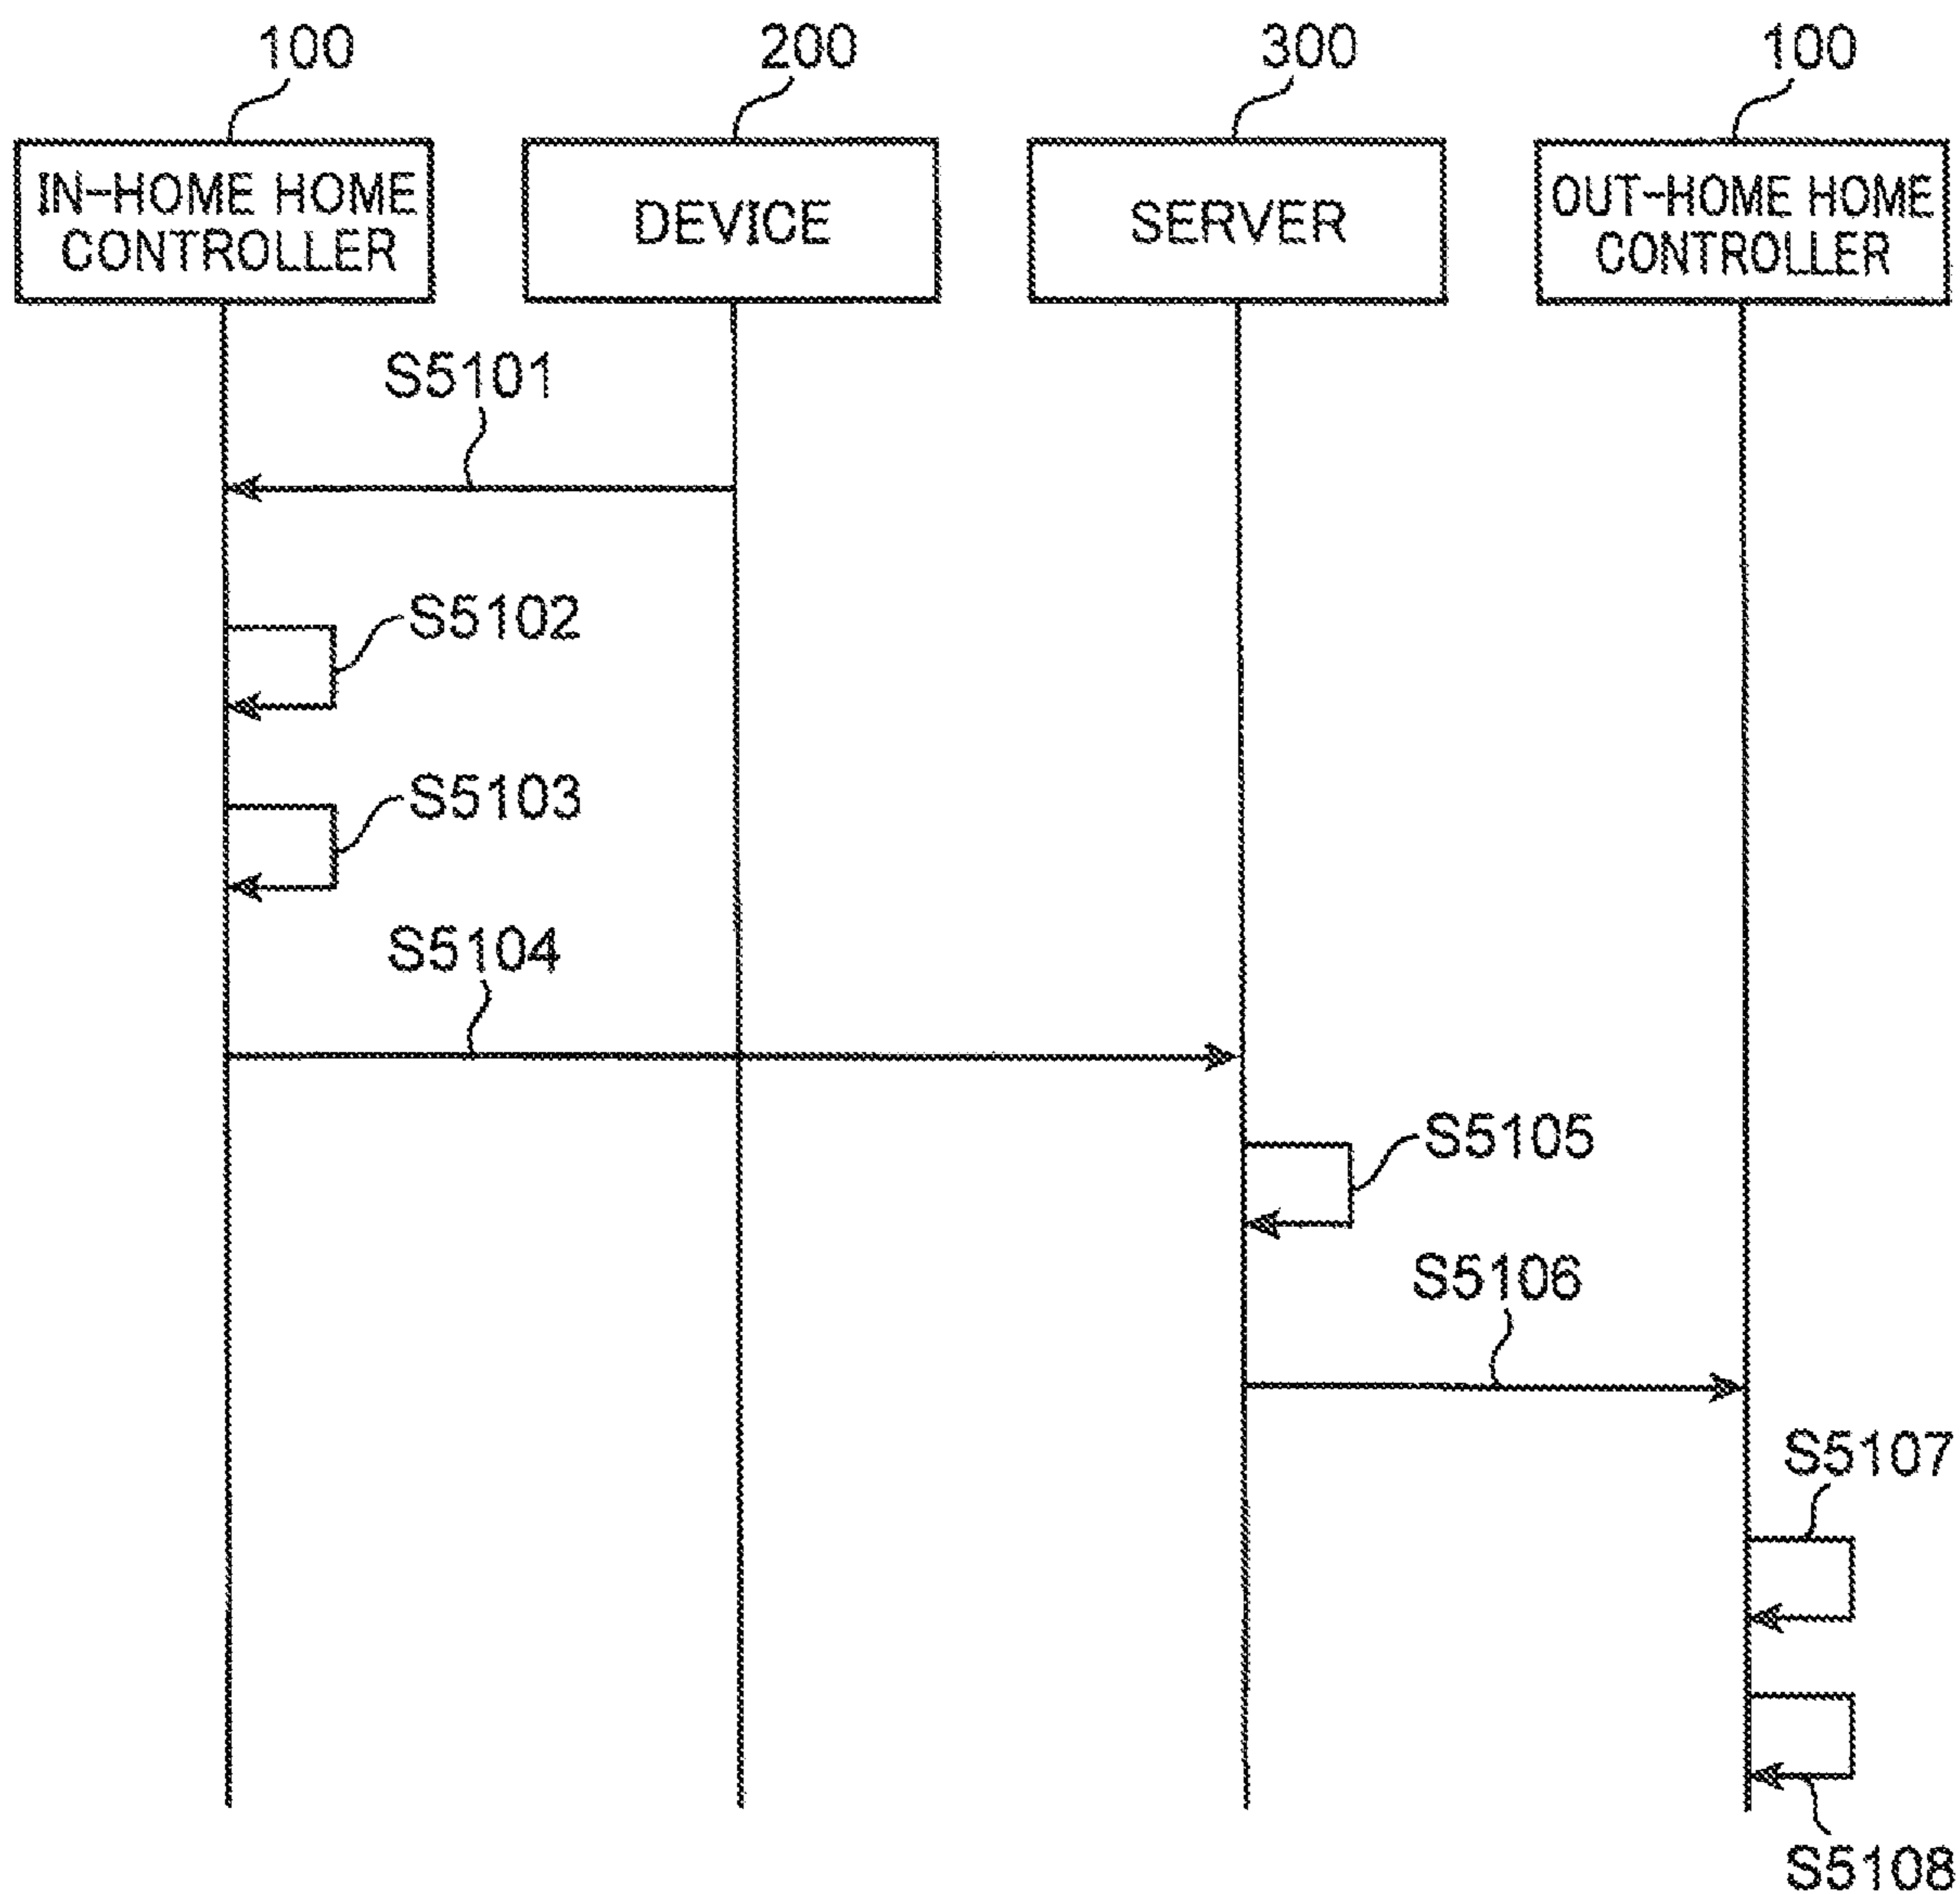 100
200
300
100
IN-HOME HOME
CONTROLLER
DEVICE
SERVER
OUT-HOME HOME
CONTROLLER
S5101
S5102
S5103
S5104
S5105
S5106
S5107
S5108